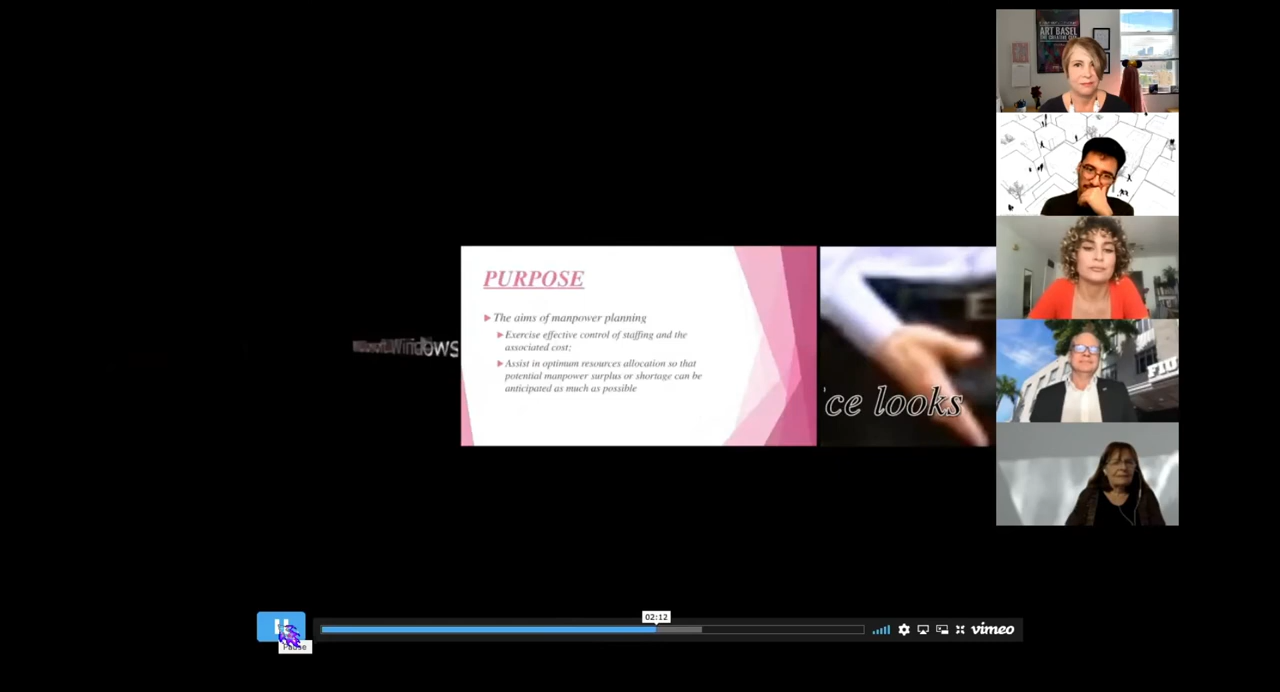 ART BASEL
PURPOSE
The aims of manpower planning
Exercise effective control of staffing and the
associated cost;
Assist in optimum resources allocation so that
potential manpower surplus or shortage can be
anticipated as much as possible
Windows
'ce looks
FIU
02:12
Pause
vimeo